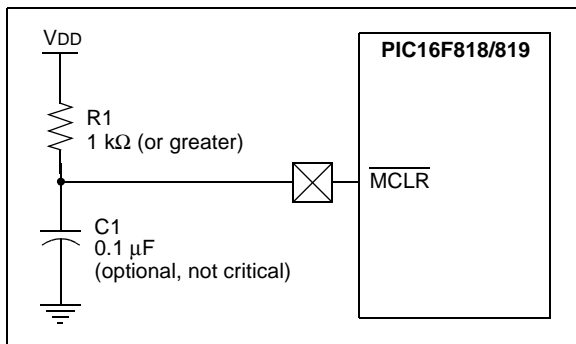 VDD
PIC16F818/819
R1
1 kΩ (or greater)
MCLR
C1
0.1 μF
(optional, not critical)